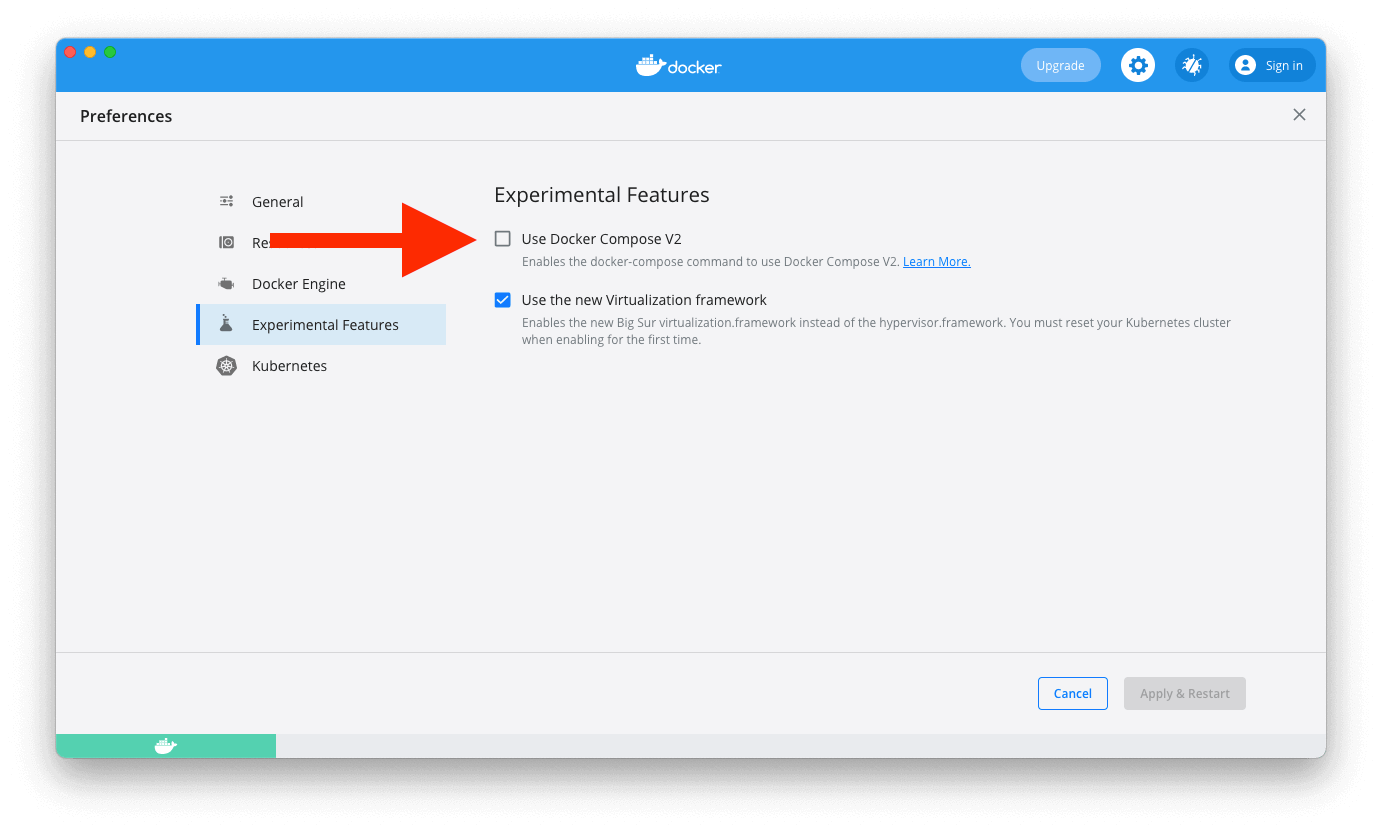 docker
Upgrade
Sign in
Preferences
General
Docker Engine
Experimental Features
Kubernetes
Experimental Features
Use Docker Compose V2
Enables the docker-compose command to use Docker Compose V2. Learn More.
Use the new Virtualization framework
Enables the new Big Sur virtualization.framework instead of the hypervisor.framework. You must reset your Kubernetes cluster
when enabling for the first time.
Cancel
Apply & Restart